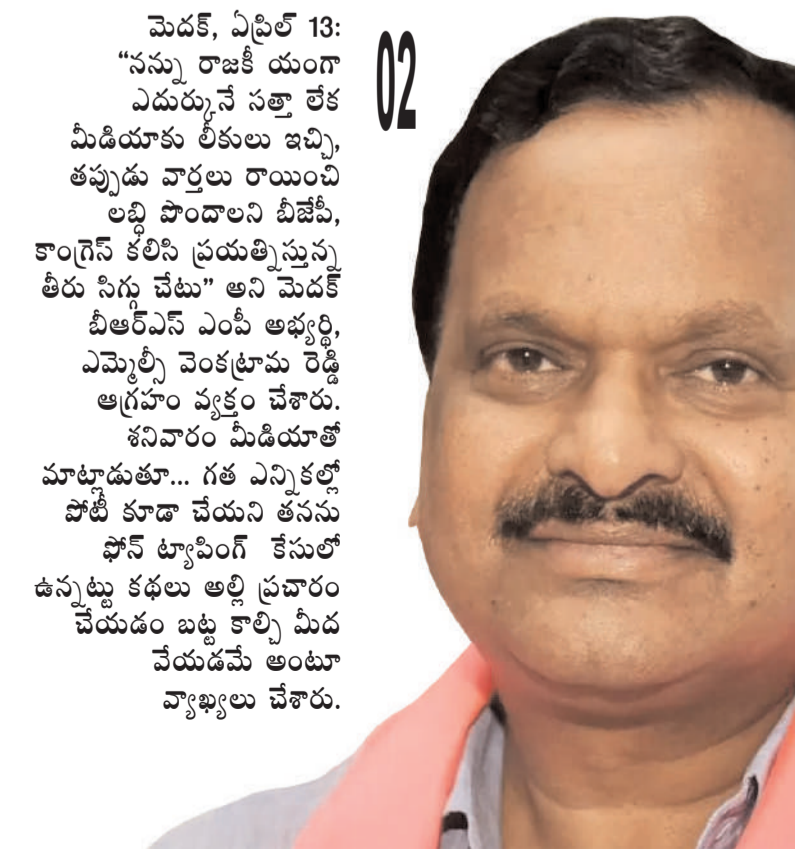 మెదక్, ఏప్రిల్ 13:
“నన్ను రాజకీ యంగా
ఎదుర్కునే సత్తా లేక
మీడియాకు లీకులు ఇచ్చి,
తప్పుడు వార్తలు రాయించి
లబ్ధి పొందాలని బీజేపీ,
కాంగ్రెస్ కలిసి ప్రయత్నిస్తున్న
తీరు సిగ్గు చేటు” అని మెదక్
బీఆర్ఎస్ ఎంపీ అభ్యర్థి,
ఎమ్మెల్సీ వెంకట్రామ రెడ్డి
ఆగ్రహం వ్యక్తం చేశారు.
శనివారం మీడియాతో
మాట్లాడుతూ... గత ఎన్నికల్లో
పోటీ కూడా చేయని తనను
ఫోన్ ట్యాపింగ్ కేసులో
ఉన్నట్టు కథలు అల్లి ప్రచారం
చేయడం బట్ట కాల్చి మీద
వేయడమే అంటూ
వ్యాఖ్యలు చేశారు.
02